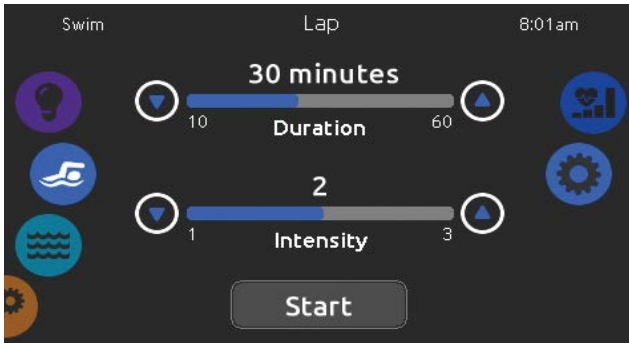 Swim Lap 8:01am
30 minutes
10 Duration 60
2
1 Intensity 3
Start